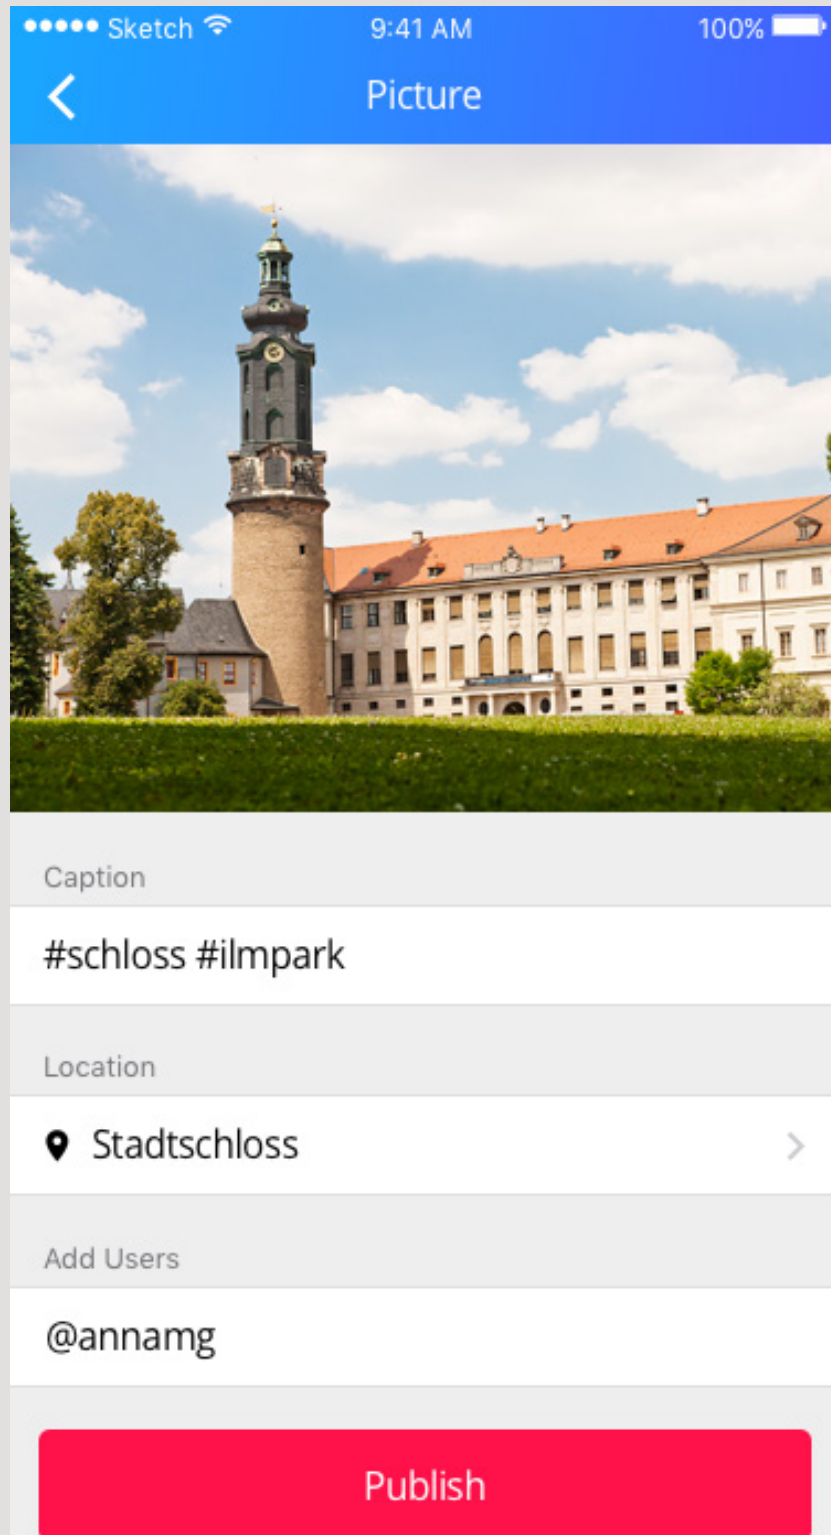 Sketch 9:41 AM 100%
Picture
Caption
#schloss #ilmpark
Location
Stadtschloss
Add Users
@annamg
Publish